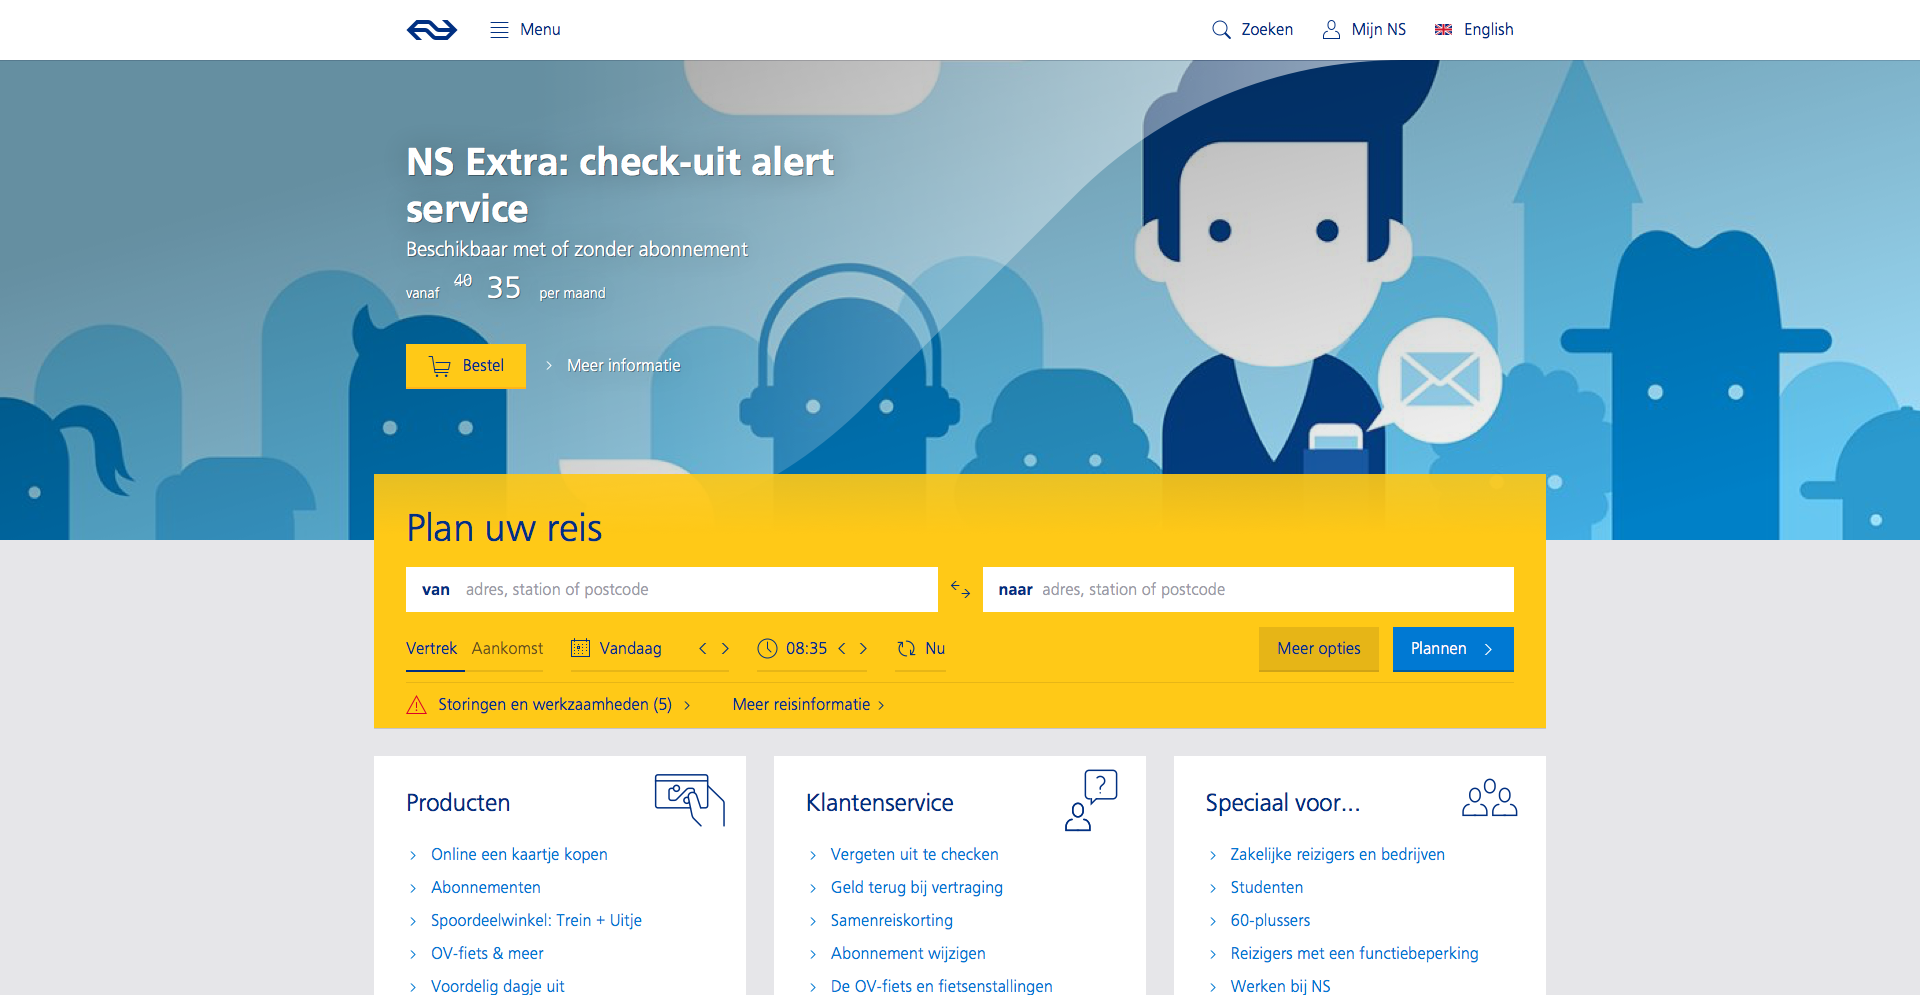 Menu
Zoeken
Mijn NS
English
NS Extra: check-uit alert
service
Beschikbaar met of zonder abonnement
vanaf 40 35 per maand
Bestel
Meer informatie
Plan uw reis
van adres, station of postcode
naar adres, station of postcode
Vertrek Aankomst Vandaag 08:35 Nu
Meer opties
Plannen
Storingen en werkzaamheden (5)
Meer reisinformatie
Producten
Online een kaartje kopen
Abonnementen
Spoordeelwinkel: Trein + Uitje
OV-fiets & meer
Voordelig dagje uit
?
Klantenservice
Vergeten uit te checken
Geld terug bij vertraging
Samenreiskorting
Abonnement wijzigen
De OV-fiets en fietsenstallingen
Speciaal voor...
Zakelijke reizigers en bedrijven
Studenten
60-plussers
Reizigers met een functiebeperking
Werken bij NS